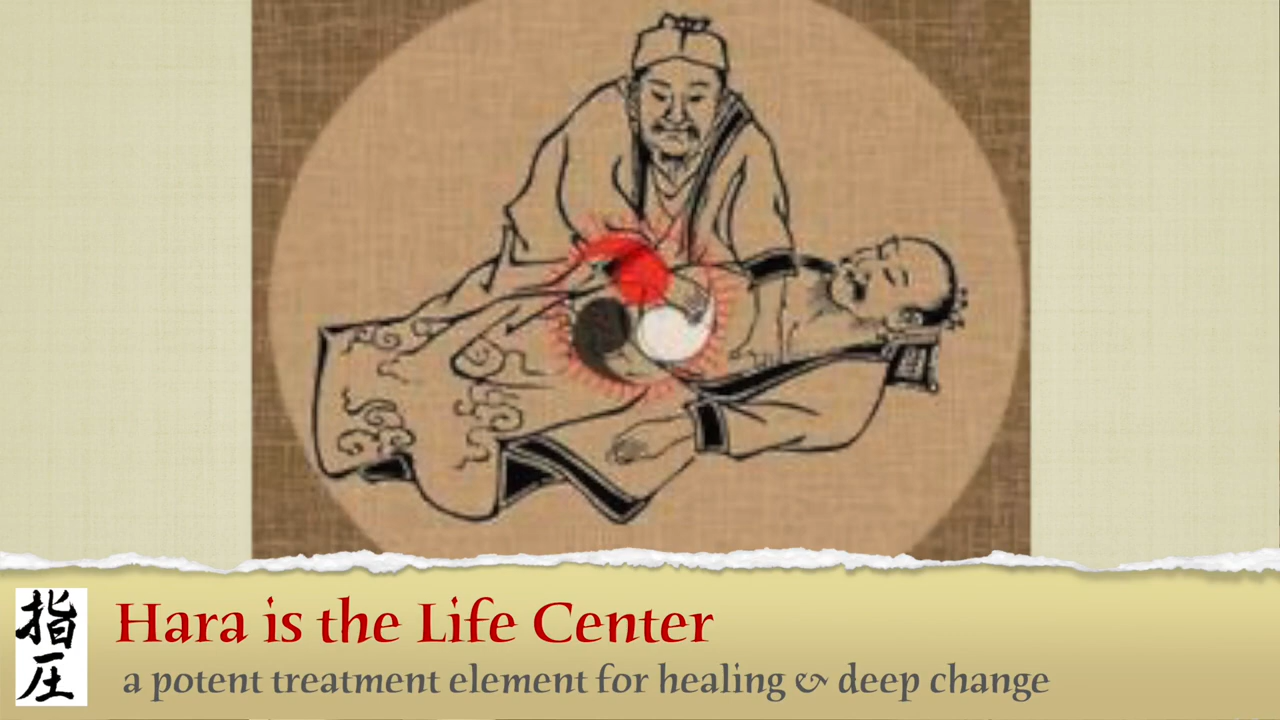 Hara is the Life Center
a potent treatment element for healing & deep change
指
圧